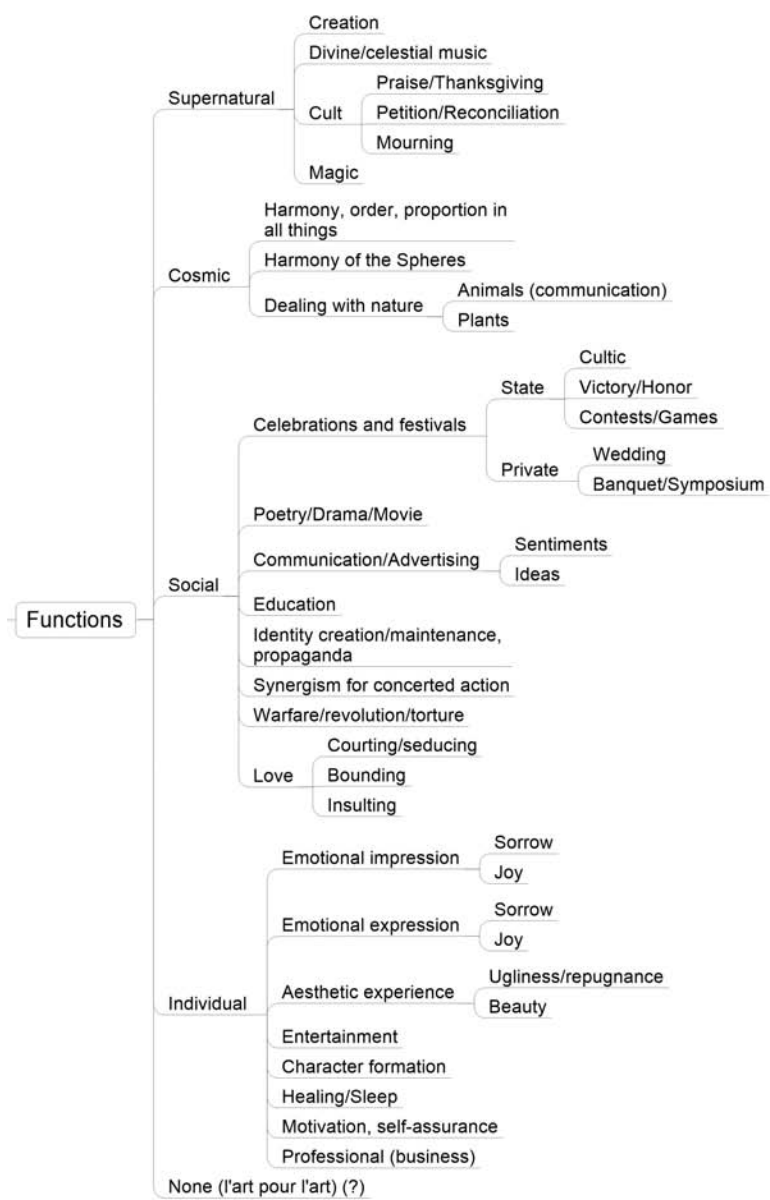 Functions
Supernatural
Creation
Divine/celestial music
Cult
Praise/Thanksgiving
Petition/Reconciliation
Mourning
Magic
Cosmic
Harmony, order, proportion in
all things
Harmony of the Spheres
Dealing with nature
Animals (communication)
Plants
Social
Celebrations and festivals
State
Cultic
Victory/Honor
Contests/Games
Private
Wedding
Banquet/Symposium
Poetry/Drama/Movie
Communication/Advertising
Sentiments
Ideas
Education
Identity creation/maintenance,
propaganda
Synergism for concerted action
Warfare/revolution/torture
Love
Courting/seducing
Bounding
Insulting
Individual
Emotional impression
Sorrow
Joy
Emotional expression
Sorrow
Joy
Aesthetic experience
Ugliness/repugnance
Beauty
Entertainment
Character formation
Healing/Sleep
Motivation, self-assurance
Professional (business)
None (l'art pour l'art) (?)